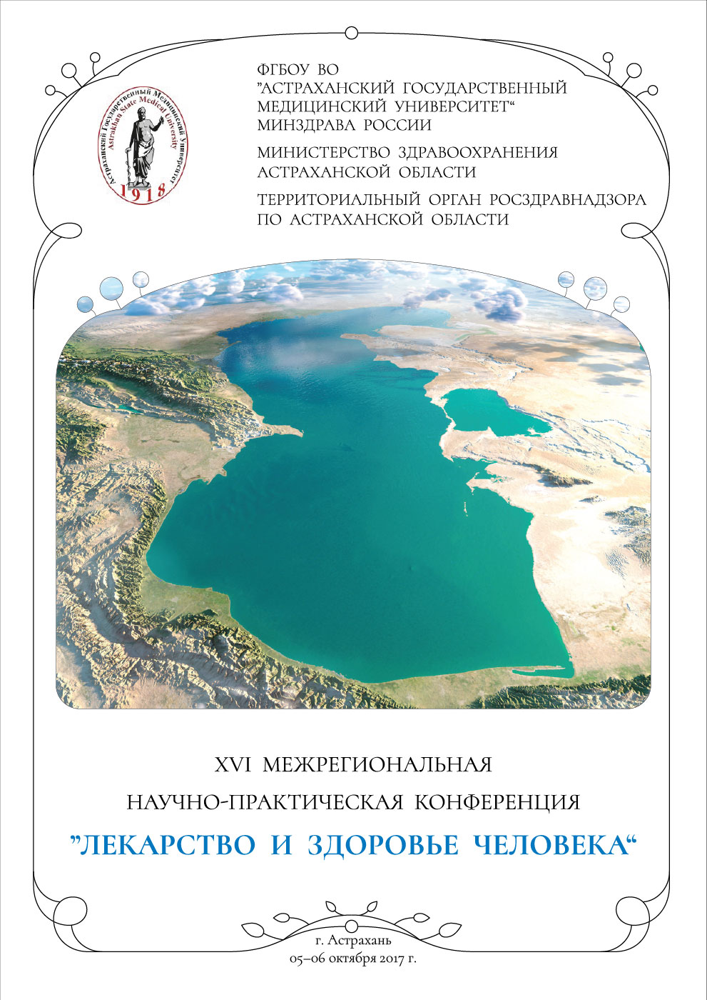 Астраханский Государственный Медицинский Университет
Astrakhan State Medical University
1918
ФГБОУ ВО
”АСТРАХАНСКИЙ ГОСУДАРСТВЕННЫЙ
МЕДИЦИНСКИЙ УНИВЕРСИТЕТ“
МИНЗДРАВА РОССИИ
МИНИСТЕРСТВО ЗДРАВООХРАНЕНИЯ
АСТРАХАНСКОЙ ОБЛАСТИ
ТЕРРИТОРИАЛЬНЫЙ ОРГАН РОСЗДРАВНАДЗОРА
ПО АСТРАХАНСКОЙ ОБЛАСТИ
XVI МЕЖРЕГИОНАЛЬНАЯ
НАУЧНО-ПРАКТИЧЕСКАЯ КОНФЕРЕНЦИЯ
”ЛЕКАРСТВО И ЗДОРОВЬЕ ЧЕЛОВЕКА“
г. Астрахань
05–06 октября 2017 г.